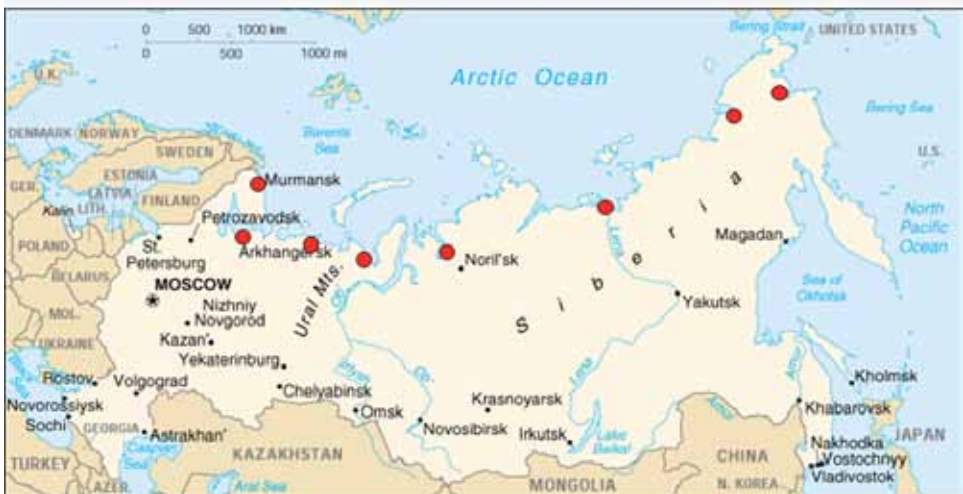 Bering Strait
UNITED STATES
0 500 1000 km
0 500 1000 mi
Arctic Ocean
U.K.
Bering Sea
DENMARK
NORWAY
Barents
Sea
SWEDEN
U.S.
ESTONIA
GER.
LATVIA
LITH.
FINLAND
Kalin
Murmansk
Petrozavodsk
North
Pacific
Ocean
POLAND
St.
Petersburg
Arkhangel'sk
Noril'sk
Lena
Magadan
BELARUS
MOSCOW
Ural Mts.
Siberia
Sea of
Okhotsk
MOL.
Nizhniy
Novgorod
Yakutsk
UKRAINE
Kazan'
Yekaterinburg
Lena
Amur
Rostov
Volgograd
Chelyabinsk
Krasnoyarsk
Kholmsk
Novorossiysk
Sochi
Omsk
Khabarovsk
GEORGIA
Astrakhan'
Novosibirsk
Irkutsk
Lake
Baikal
Nakhodka
Vostochnyy
Vladivostok
JAPAN
Caspian
Sea
KAZAKHSTAN
CHINA
TURKEY
AZER.
Aral Sea
MONGOLIA
N. KOREA